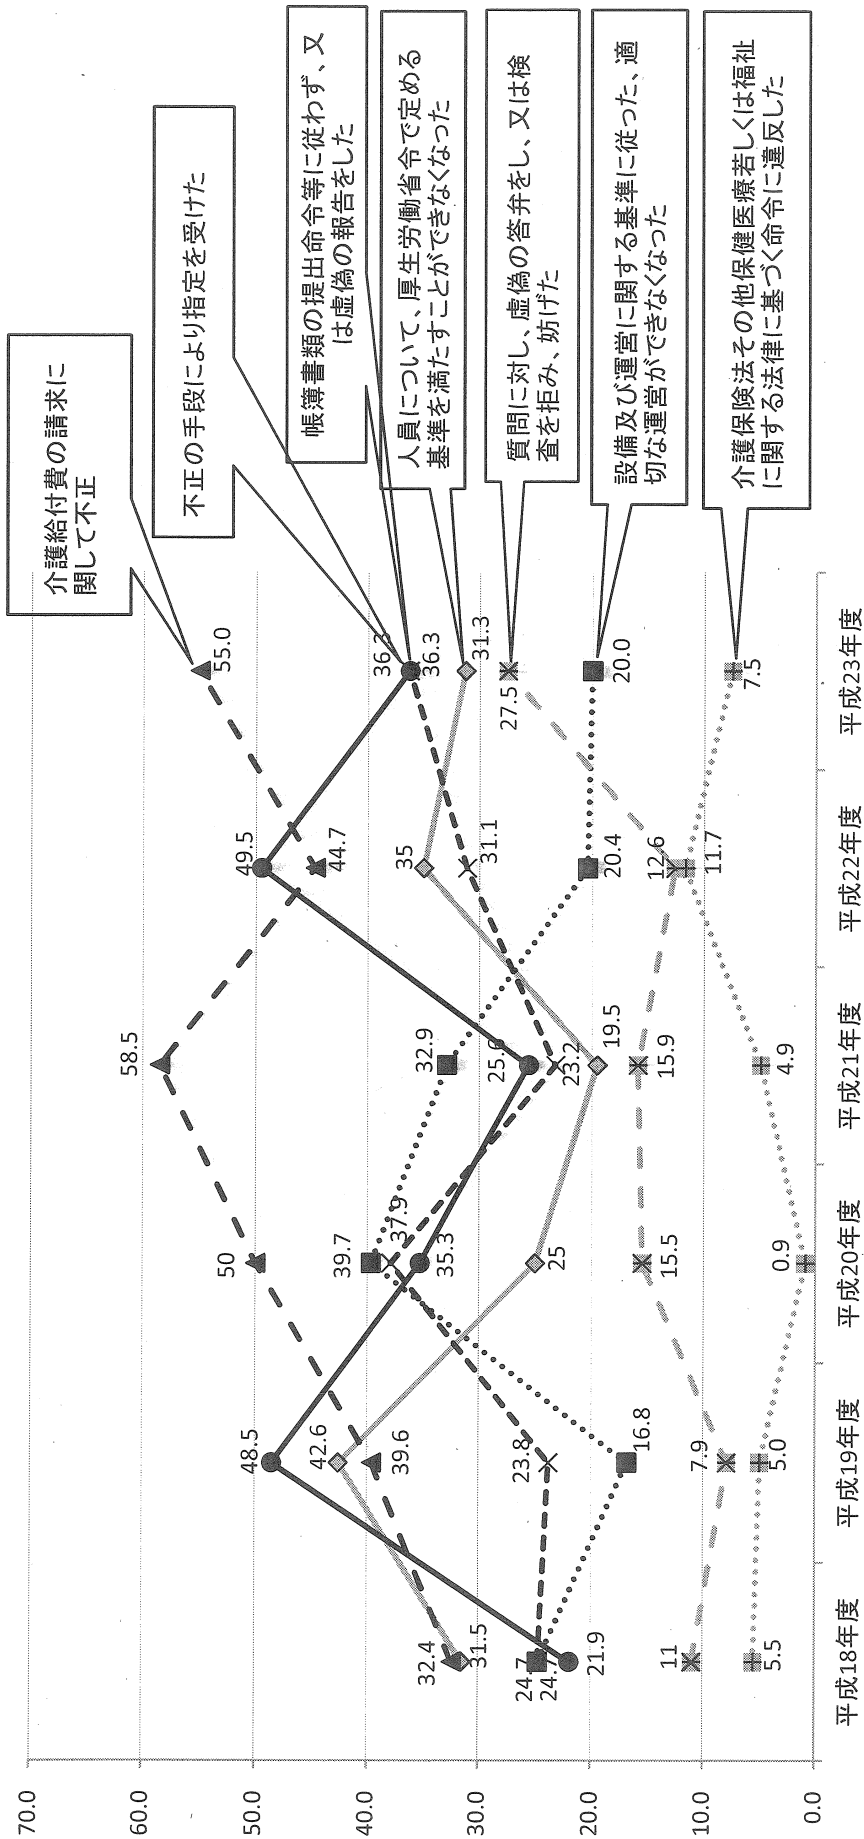 介護給付費の請求に
関して不正
不正の手段により指定を受けた
帳簿書類の提出命令等に従わず、又
は虚偽の報告をした
人員について、厚生労働省令で定める
基準を満たすことができなくなった
質問に対し、虚偽の答弁をし、又は検
査を拒み、妨げた
設備及び運営に関する基準に従った、適
切な運営ができなくなった
介護保険法その他保健医療若しくは福祉
に関する法律に基づく命令に違反した
70.0
60.0
50.0
40.0
30.0
20.0
10.0
0.0
32.4
31.5
24.7
24.7
21.9
11
5.5
48.5
42.6
39.6
23.8
16.8
7.9
5.0
50
39.7
37.9
35.3
25
15.5
0.9
58.5
32.9
25.6
23.2
19.5
15.9
4.9
49.5
44.7
35
31.1
20.4
12.6
11.7
55.0
36.3
36.3
31.3
27.5
20.0
7.5
平成18年度
平成19年度
平成20年度
平成21年度
平成22年度
平成23年度